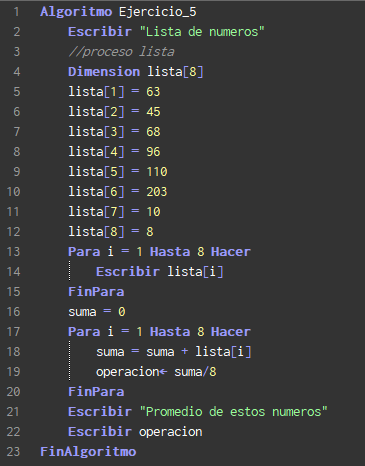 1 Algoritmo Ejercicio_5
2 Escribir "Lista de numeros"
3 //proceso lista
4 Dimension lista[8]
5 lista[1] = 63
6 lista[2] = 45
7 lista[3] = 68
8 lista[4] = 96
9 lista[5] = 110
10 lista[6] = 203
11 lista[7] = 10
12 lista[8] = 8
13 Para i = 1 Hasta 8 Hacer
14 Escribir lista[i]
15 FinPara
16 suma = 0
17 Para i = 1 Hasta 8 Hacer
18 suma = suma + lista[i]
19 operacion← suma/8
20 FinPara
21 Escribir "Promedio de estos numeros"
22 Escribir operacion
23 FinAlgoritmo